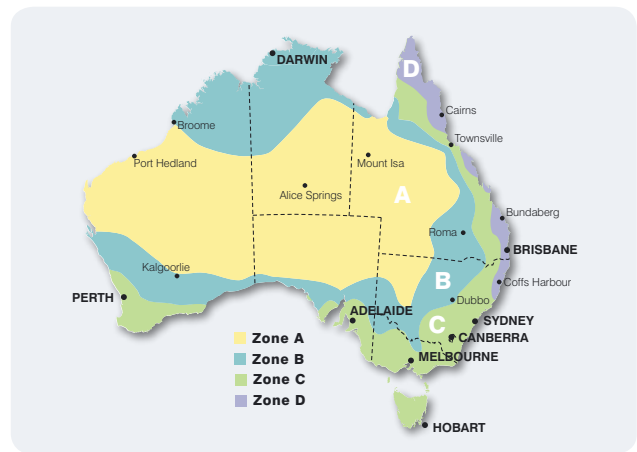 DARWIN
D
Cairns
Broome
Townsville
Port Hedland
Mount Isa
Alice Springs
A
Bundaberg
Roma
BRISBANE
Kalgoorlie
B
Coffs Harbour
PERTH
Dubbo
ADELAIDE
C
SYDNEY
CANBERRA
MELBOURNE
HOBART
Zone A
Zone B
Zone C
Zone D